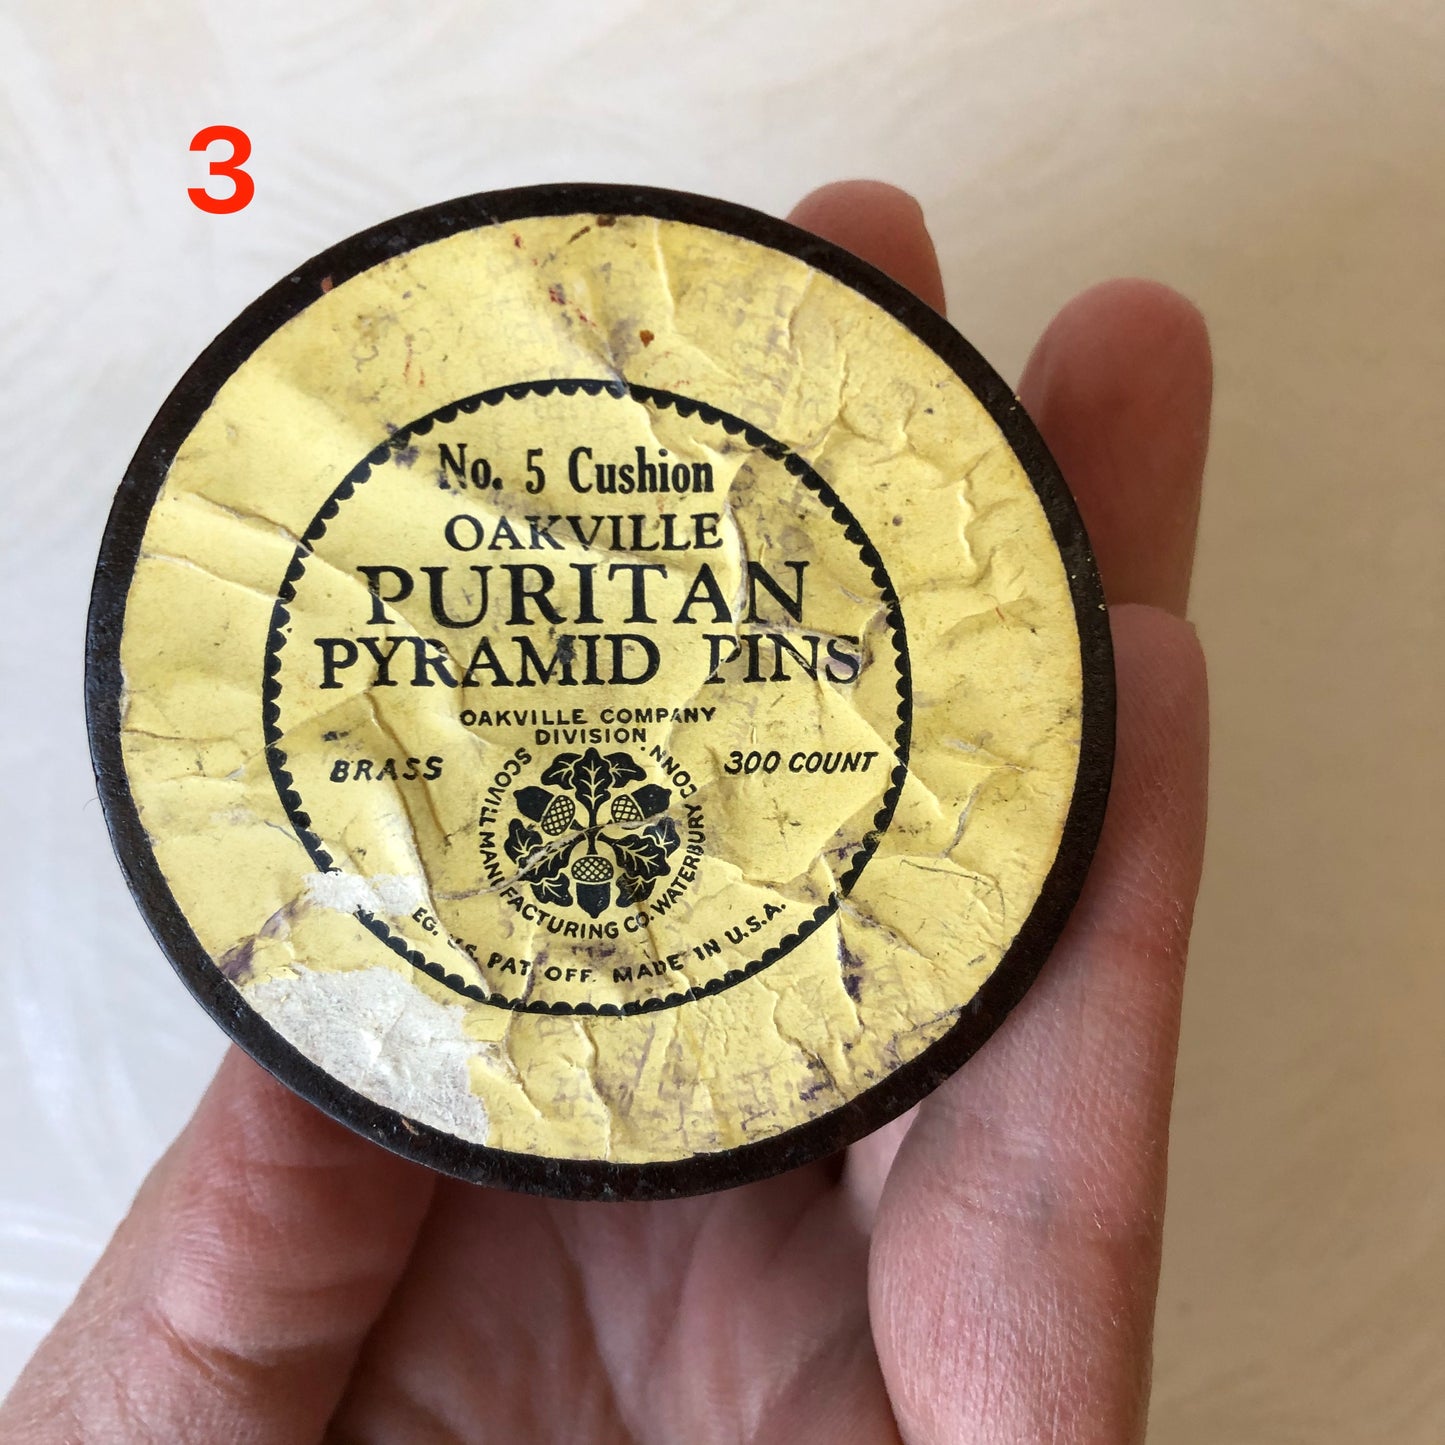 3
No. 5 Cushion
OAKVILLE
PURITAN
PYRAMID PINS
OAKVILLE COMPANY
DIVISION
BRASS
300 COUNT
SCOVILL MANUFACTURING CO. WATERBURY CONN.
EG. U.S. PAT. OFF. MADE IN U.S.A.